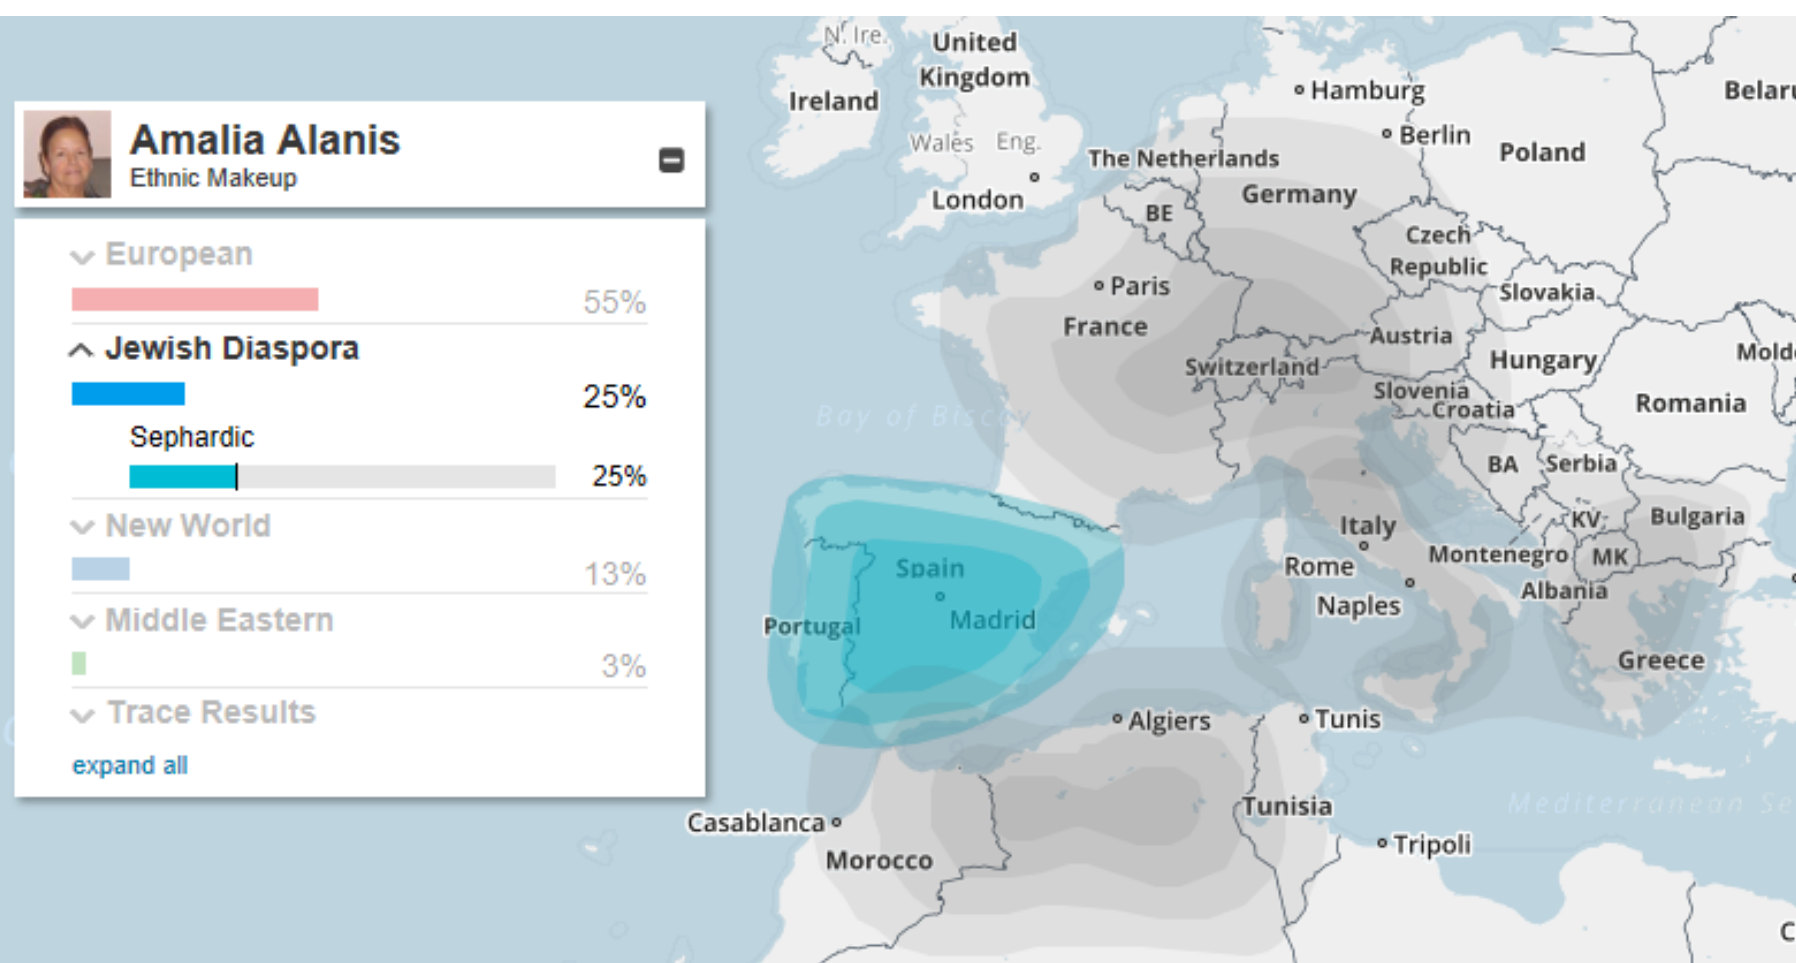 Amalia Alanis
Ethnic Makeup
European
55%
Jewish Diaspora
25%
Sephardic
25%
New World
13%
Middle Eastern
3%
Trace Results
expand all
N. Ire.
United
Kingdom
Ireland
Wales Eng.
London
The Netherlands
BE
Hamburg
Berlin
Germany
Poland
Czech
Republic
Slovakia
Paris
France
Switzerland
Austria
Hungary
Slovenia
Croatia
Romania
Bay of Biscay
BA
Serbia
Italy
KV
Bulgaria
Montenegro
MK
Rome
Albania
Naples
Greece
Spain
Madrid
Portugal
Algiers
Tunis
Tunisia
Casablanca
Morocco
Tripoli
Mediterranean Se